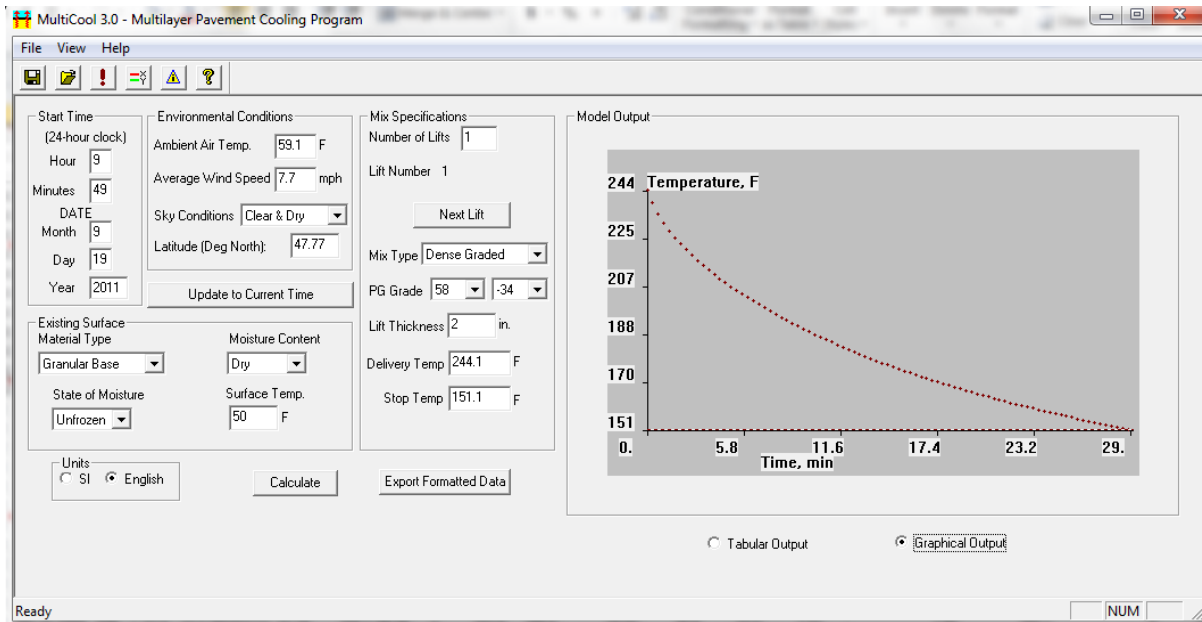 MultiCool 3.0 - Multilayer Pavement Cooling Program
File View Help
Start Time
(24-hour clock)
Hour 9
Minutes 49
DATE
Month 9
Day 19
Year 2011
Environmental Conditions
Ambient Air Temp. 59.1 F
Average Wind Speed 7.7 mph
Sky Conditions Clear & Dry
Latitude (Deg North): 47.77
Update to Current Time
Existing Surface
Material Type Moisture Content
Granular Base Dry
State of Moisture Surface Temp.
Unfrozen 50 F
Units
SI English
Calculate
Mix Specifications
Number of Lifts 1
Lift Number 1
Next Lift
Mix Type Dense Graded
PG Grade 58 -34
Lift Thickness 2 in.
Delivery Temp 244.1 F
Stop Temp 151.1 F
Export Formatted Data
Model Output
244 Temperature, F
225
207
188
170
151
0. 5.8 11.6 17.4 23.2 29.
Time, min
Tabular Output Graphical Output
Ready NUM